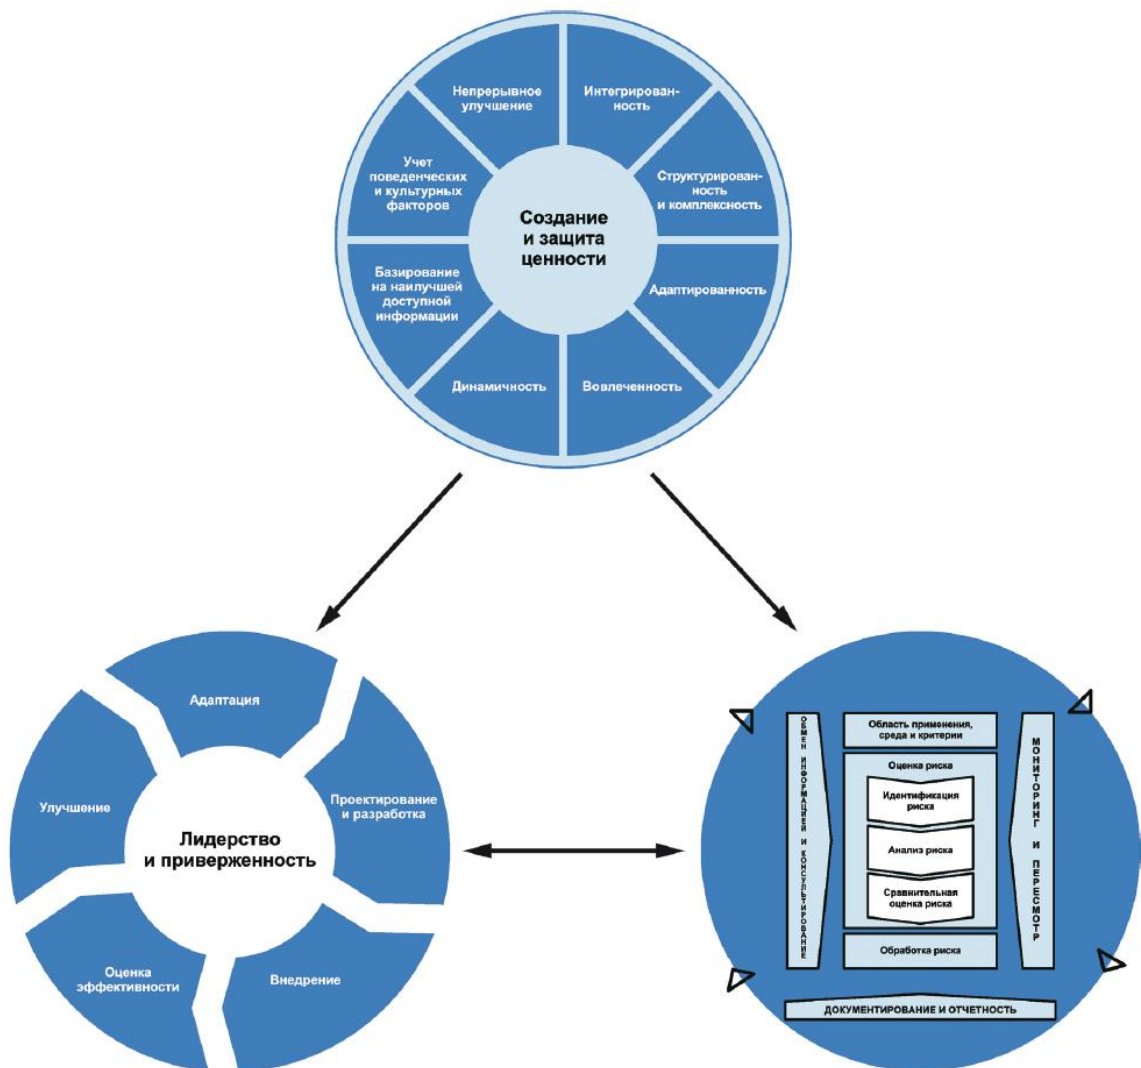 Непрерывное
улучшение
Интегрирован-
ность
Учет
поведенческих
и культурных
факторов
Структурирован-
ность
и комплексность
Создание
и защита
ценности
Базирование
на наилучшей
доступной
информации
Адаптированность
Динамичность
Вовлеченность
Адаптация
Улучшение
Проектирование
и разработка
Лидерство
и приверженность
Оценка
эффективности
Внедрение
ОБМЕН ИНФОРМАЦИЕЙ И КОНСУЛЬТИРОВАНИЕ
Область применения,
среда и критерии
Оценка риска
Идентификация
риска
Анализ риска
Сравнительная
оценка риска
Обработка риска
МОНИТОРИНГ И ПЕРЕСМОТР
ДОКУМЕНТИРОВАНИЕ И ОТЧЕТНОСТЬ